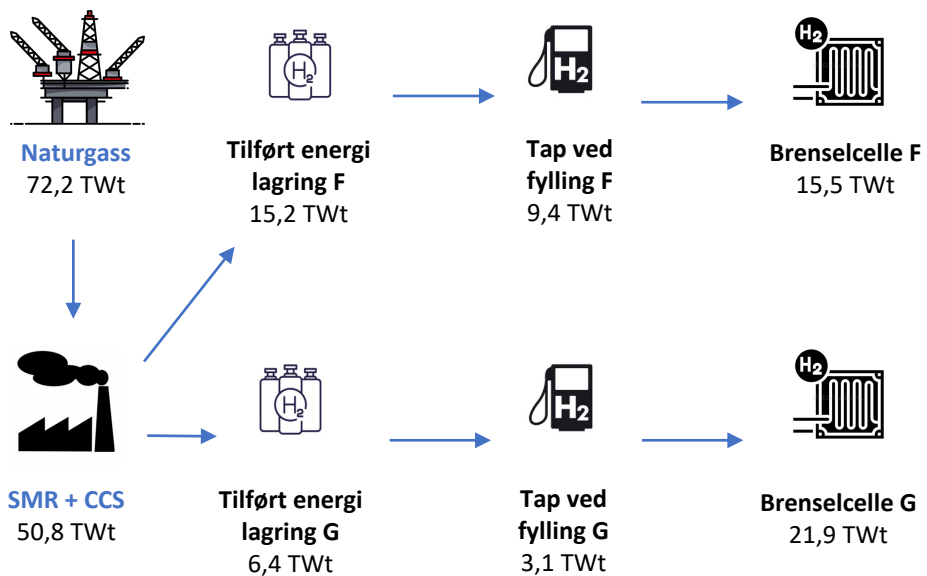 H₂
H2
H₂
Naturgass
72,2 TWt
Tilført energi
lagring F
15,2 TWt
Tap ved
fylling F
9,4 TWt
Brenselcelle F
15,5 TWt
H₂
H2
H₂
SMR + CCS
50,8 TWt
Tilført energi
lagring G
6,4 TWt
Tap ved
fylling G
3,1 TWt
Brenselcelle G
21,9 TWt